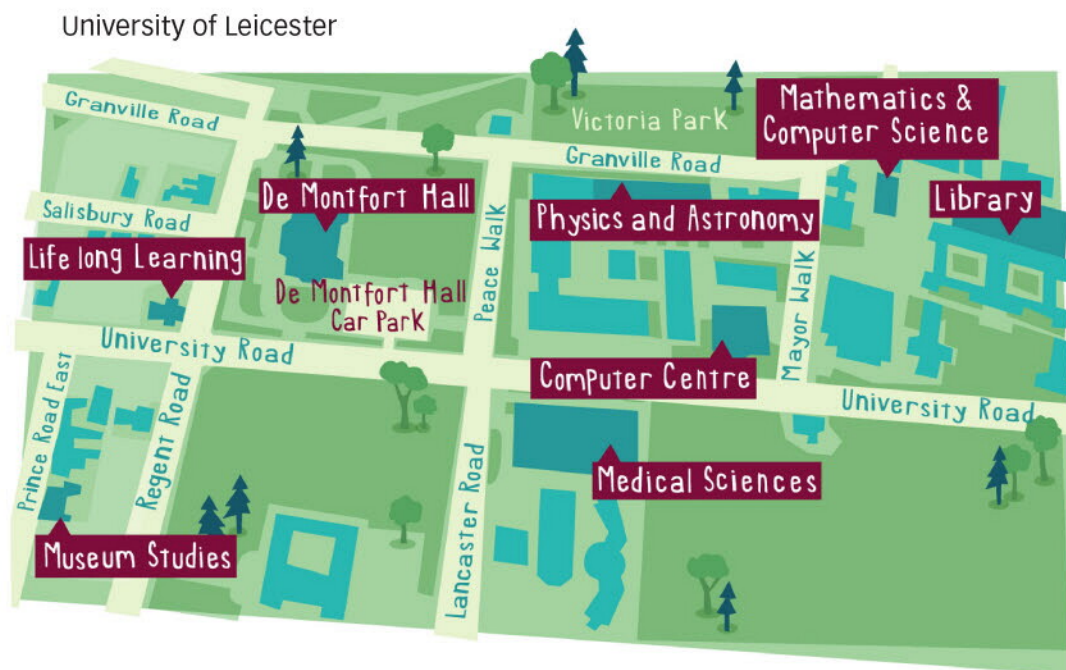 University of Leicester
Granville Road
Victoria Park
Mathematics &
Computer Science
Granville Road
De Montfort Hall
Library
Salisbury Road
Physics and Astronomy
Life long Learning
Peace Walk
De Montfort Hall
Car Park
Mayor Walk
University Road
Computer Centre
University Road
Prince Road East
Regent Road
Medical Sciences
Lancaster Road
Museum Studies